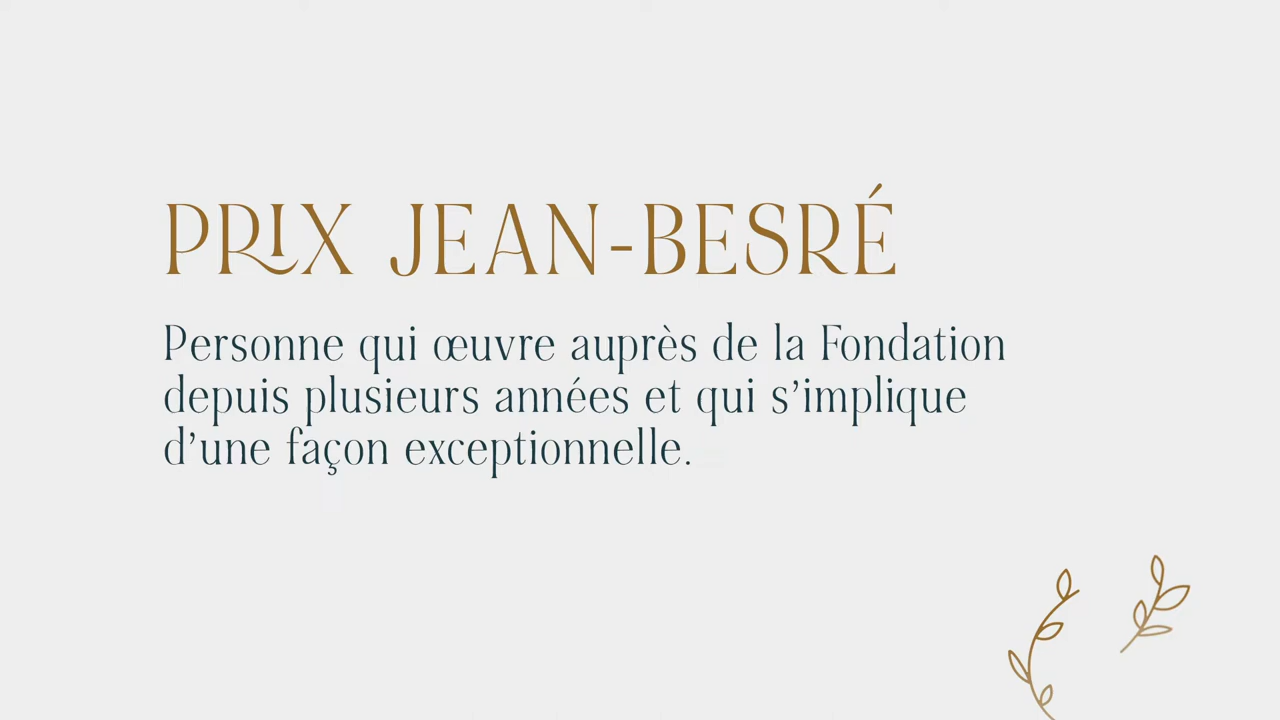 PRIX JEAN-BESRÉ
Personne qui œuvre auprès de la Fondation
depuis plusieurs années et qui s’implique
d’une façon exceptionnelle.